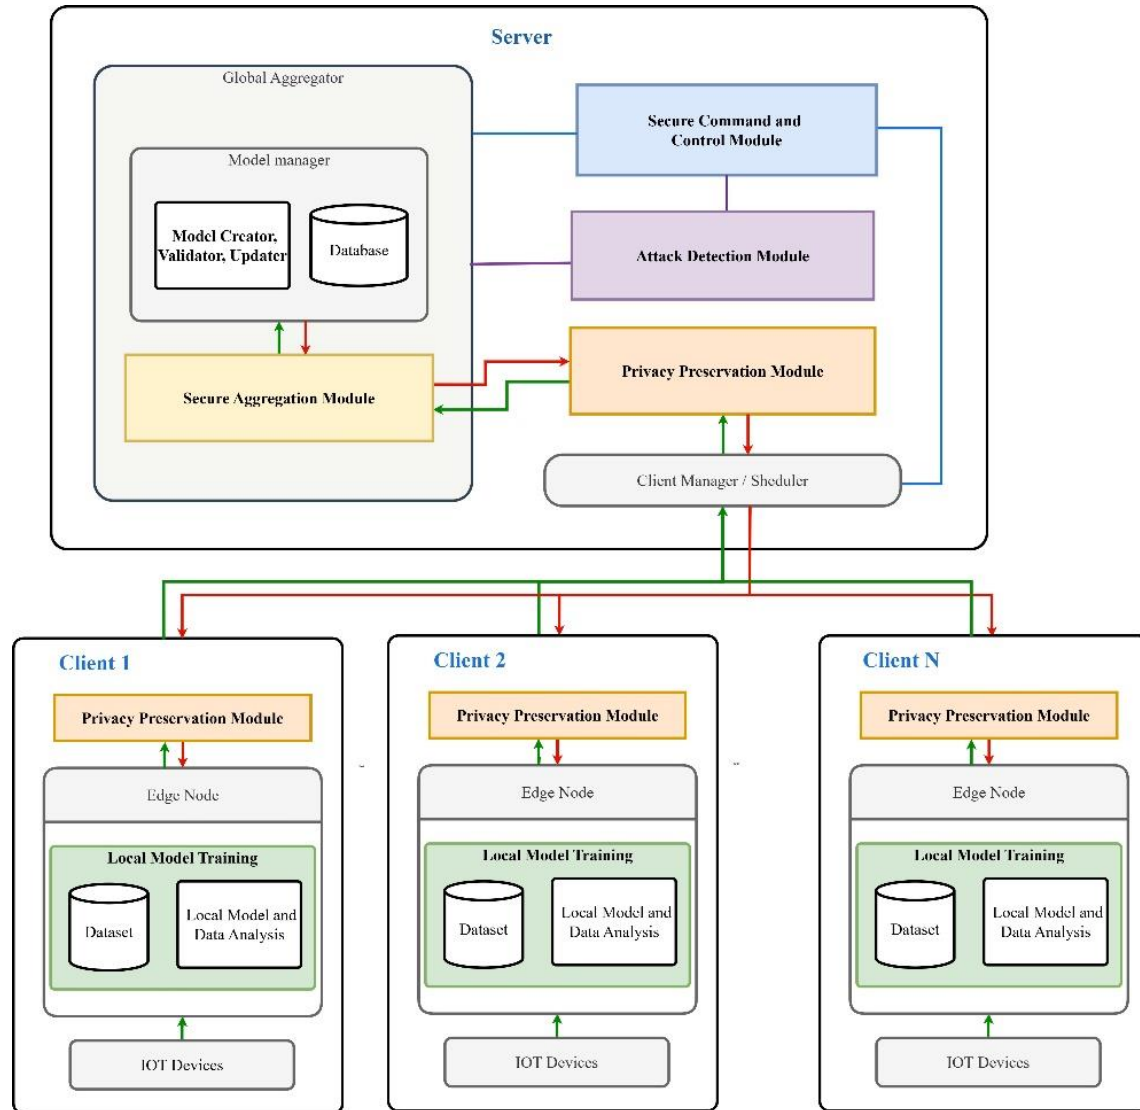 Server
Global Aggregator
Model manager
Model Creator,
Validator, Updater
Database
Secure Aggregation Module
Secure Command and
Control Module
Attack Detection Module
Privacy Preservation Module
Client Manager / Sheduler
Client 1
Privacy Preservation Module
Edge Node
Local Model Training
Dataset
Local Model and
Data Analysis
IOT Devices
Client 2
Privacy Preservation Module
Edge Node
Local Model Training
Dataset
Local Model and
Data Analysis
IOT Devices
Client N
Privacy Preservation Module
Edge Node
Local Model Training
Dataset
Local Model and
Data Analysis
IOT Devices